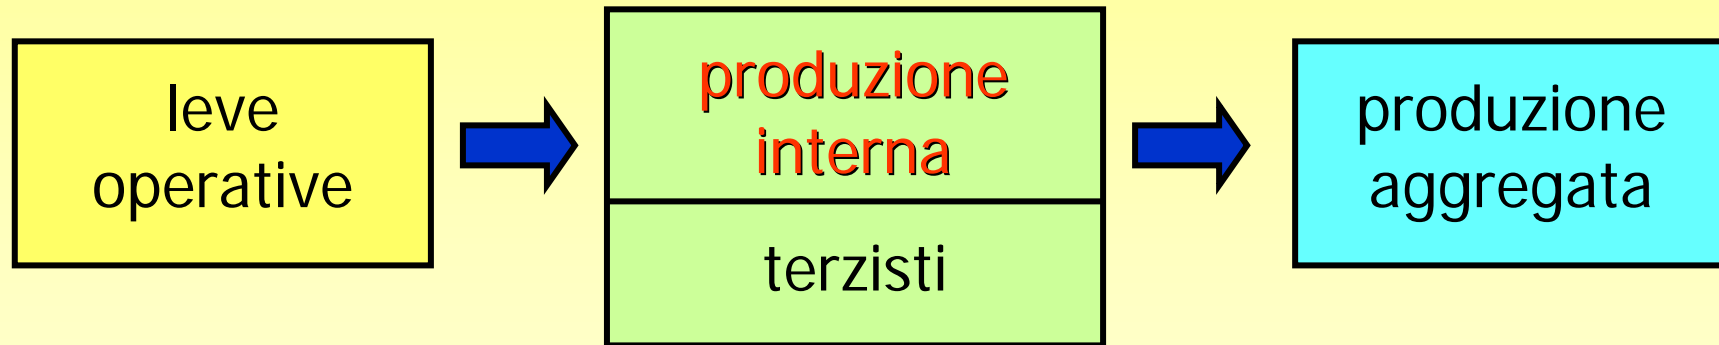 leve
operative
produzione
interna
terzisti
produzione
aggregata